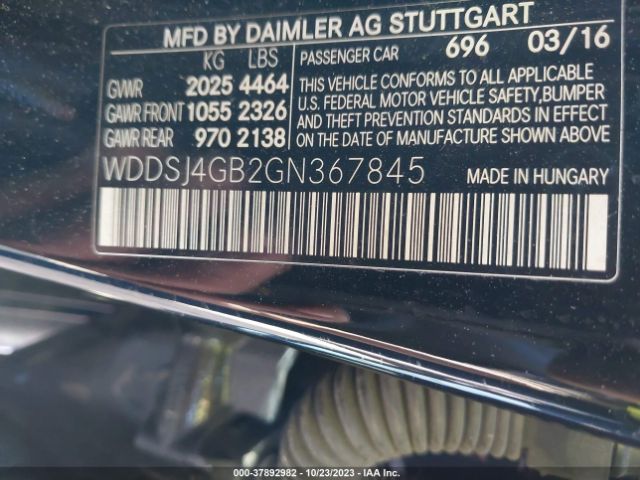 MFD BY DAIMLER AG STUTTGART
KG LBS PASSENGER CAR 696 03/16
GVWR 2025 4464
GAWR FRONT 1055 2326
GAWR REAR 970 2138
THIS VEHICLE CONFORMS TO ALL APPLICABLE
U.S. FEDERAL MOTOR VEHICLE SAFETY, BUMPER
AND THEFT PREVENTION STANDARDS IN EFFECT
ON THE DATE OF MANUFACTURE SHOWN ABOVE.
WDDSJ4GB2GN367845 MADE IN HUNGARY
000-37892982 - 10/23/2023 - IAA Inc.